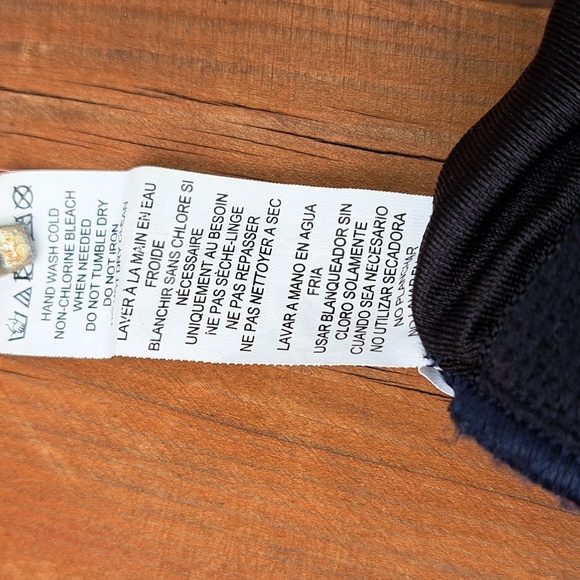 HAND WASH COLD
NON-CHLORINE BLEACH
WHEN NEEDED
DO NOT TUMBLE DRY
DO NOT IRON
LAVER À LA MAIN EN EAU
FROIDE
BLANCHIR SANS CHLORE SI
NÉCESSAIRE
UNIQUEMENT AU BESOIN
NE PAS SÈCHE-LINGE
NE PAS REPASSER
NE PAS NETTOYER A SEC
LAVAR A MANO EN AGUA
FRIA
USAR BLANQUEADOR SIN
CLORO SOLAMENTE
CUANDO SEA NECESARIO
NO UTILIZAR SECADORA
NO PLANCHAR